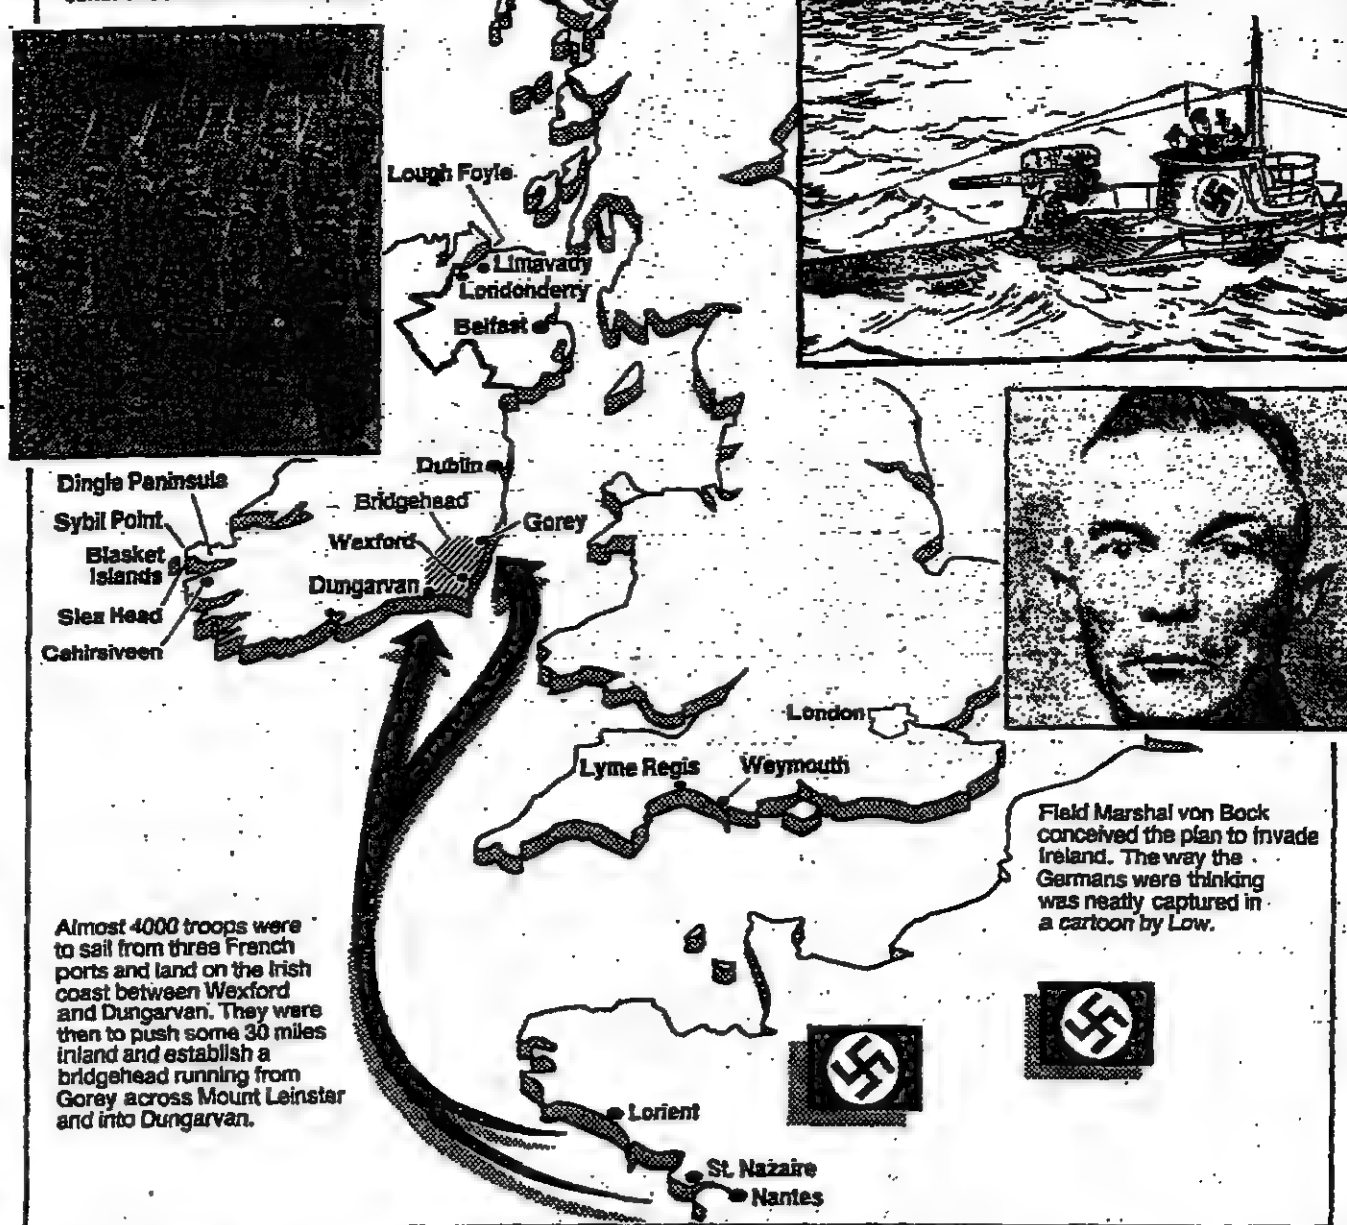 Lough Foyle
Limavady
Londonderry
Belfast
Dublin
Dingle Peninsula
Bridgehead
Sybil Point
Gorey
Wexford
Blasket
Islands
Dungarvan
Slea Head
Cahirsiveen
London
Lyme Regis
Weymouth
Field Marshal von Bock
conceived the plan to invade
Ireland. The way the
Germans were thinking
was neatly captured in
a cartoon by Low.
Almost 4000 troops were
to sail from three French
ports and land on the Irish
coast between Wexford
and Dungarvan. They were
then to push some 30 miles
inland and establish a
bridgehead running from
Gorey across Mount Leinster
and into Dungarvan.
Lorient
St. Nazaire
Nantes